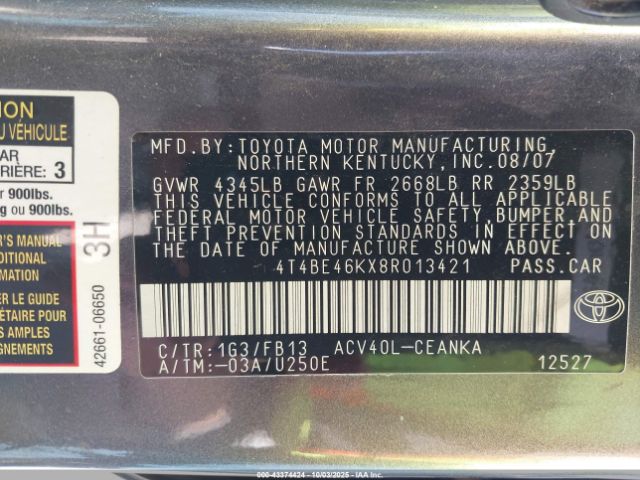 ION
U VÉHICULE
AR
RRIÈRE: 3
900lbs.
g ou 900lbs.
R'S MANUAL
DITIONAL
RMATION
R LE GUIDE
RIÉTAIRE POUR
S AMPLES
GNEMENTS
42661-06650
3H
MFD.BY:TOYOTA MOTOR MANUFACTURING,
NORTHERN KENTUCKY,INC.08/07
GVWR 4345LB GAWR FR 2668LB RR 2359LB
THIS VEHICLE CONFORMS TO ALL APPLICABLE
FEDERAL MOTOR VEHICLE SAFETY,BUMPER,AND
THEFT PREVENTION STANDARDS IN EFFECT ON
THE DATE OF MANUFACTURE SHOWN ABOVE.
4T4BE46KX8R013421 PASS.CAR
C/TR:1G3/FB13 ACV40L-CEANKA
A/TM:-03A/U250E 12527
TOYOTA
000-43374424 - 10/03/2025 - IAA Inc.